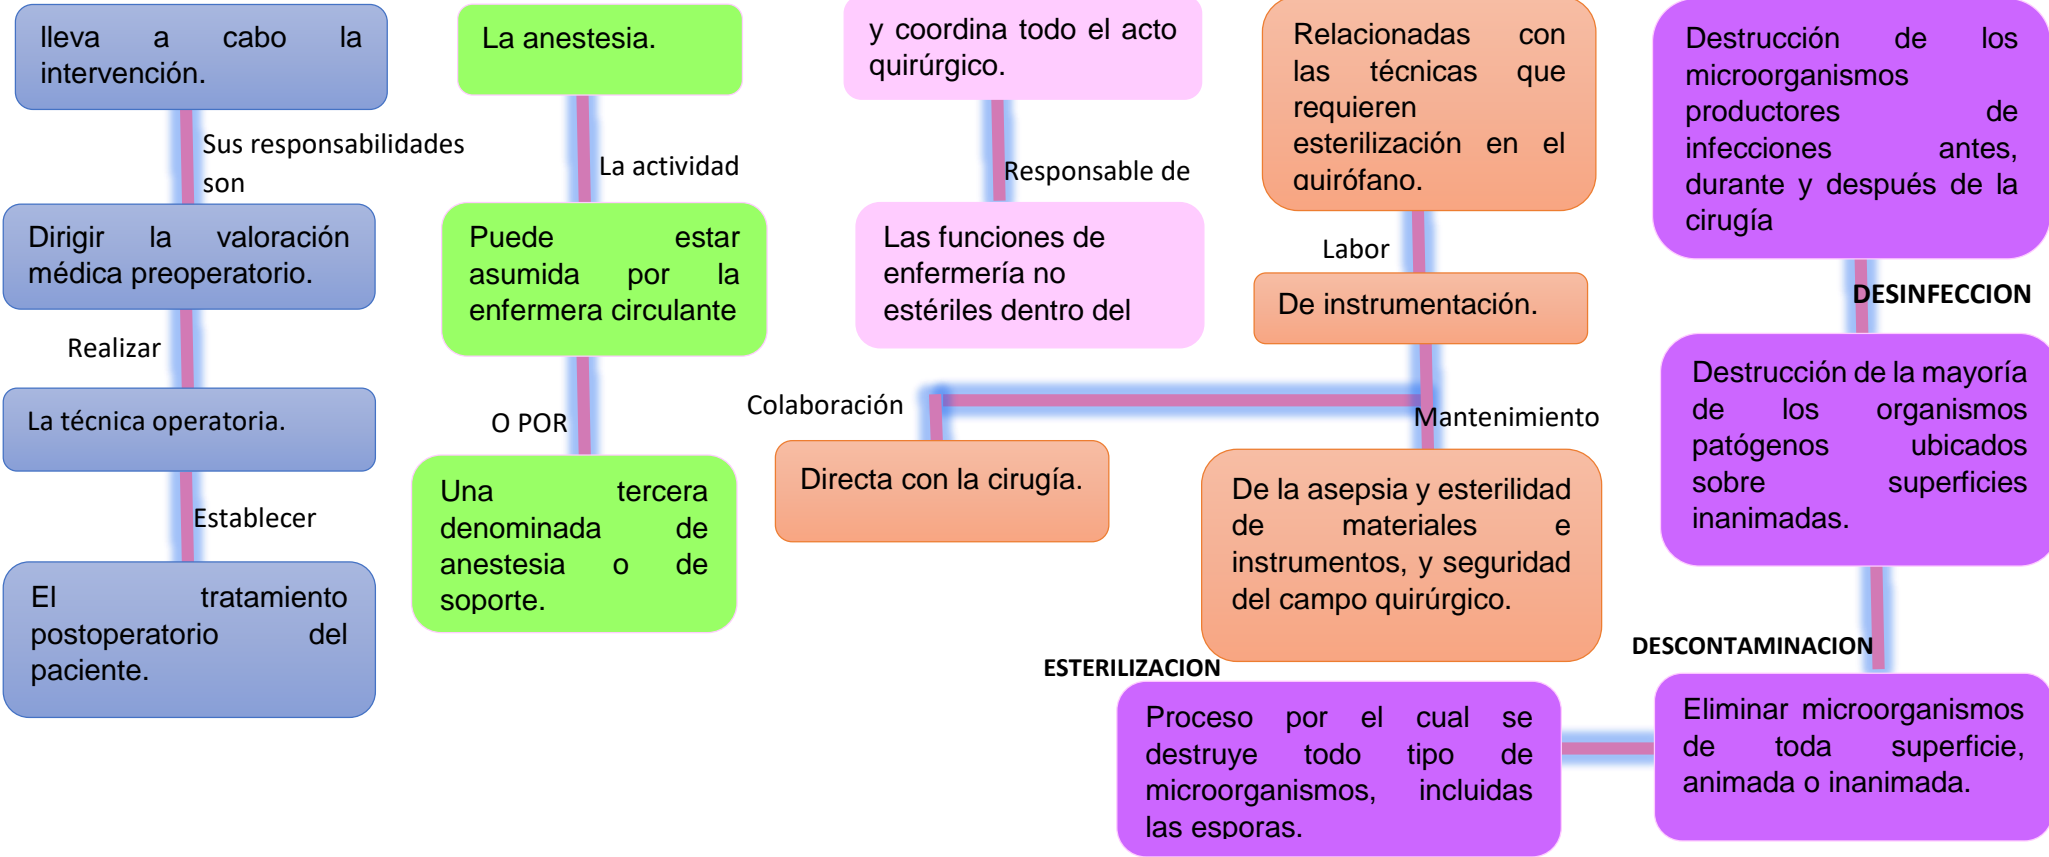 lleva a cabo la
intervención.
Sus responsabilidades
son
Dirigir la valoración
médica preoperatorio.
Realizar
La técnica operatoria.
Establecer
El tratamiento
postoperatorio del
paciente.
La anestesia.
La actividad
Puede estar
asumida por la
enfermera circulante
O POR
Una tercera
denominada de
anestesia o de
soporte.
y coordina todo el acto
quirúrgico.
Responsable de
Las funciones de
enfermería no
estériles dentro del
Relacionadas con
las técnicas que
requieren
esterilización en el
quirófano.
Labor
De instrumentación.
Colaboración
Directa con la cirugía.
Mantenimiento
De la asepsia y esterilidad
de materiales e
instrumentos, y seguridad
del campo quirúrgico.
Destrucción de los
microorganismos
productores de
infecciones antes,
durante y después de la
cirugía
DESINFECCION
Destrucción de la mayoría
de los organismos
patógenos ubicados
sobre superficies
inanimadas.
DESCONTAMINACION
Eliminar microorganismos
de toda superficie,
animada o inanimada.
ESTERILIZACION
Proceso por el cual se
destruye todo tipo de
microorganismos, incluidas
las esporas.